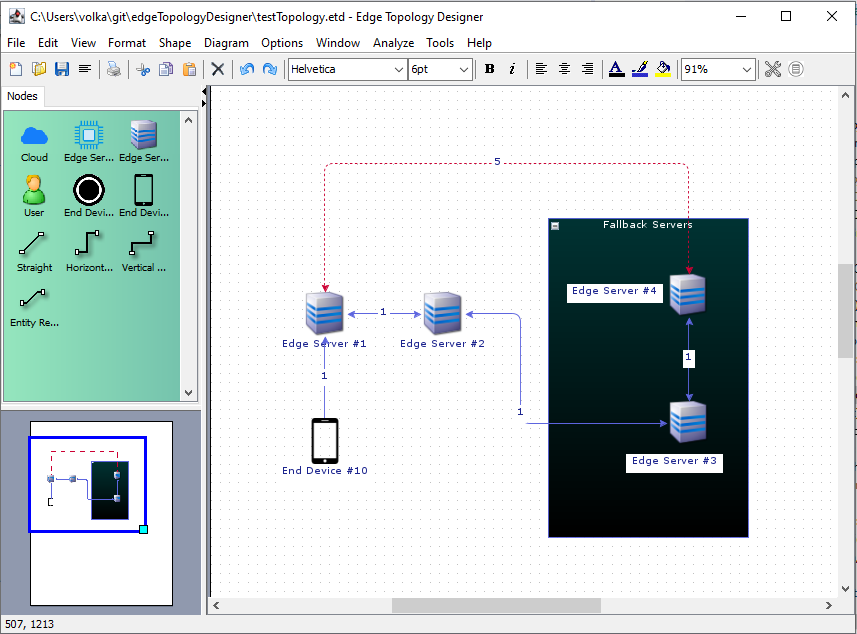 C:\Users\volka\git\edgeTopologyDesigner\testTopology.etd - Edge Topology Designer
File Edit View Format Shape Diagram Options Window Analyze Tools Help
Helvetica 6pt B i A 91%
Nodes
Cloud Edge Ser... Edge Ser...
User End Devi... End Devi...
Straight Horizont... Vertical ...
Entity Re...
5
Fallback Servers
Edge Server #4
1
Edge Server #1 Edge Server #2
1
1
1
Edge Server #3
End Device #10
507, 1213